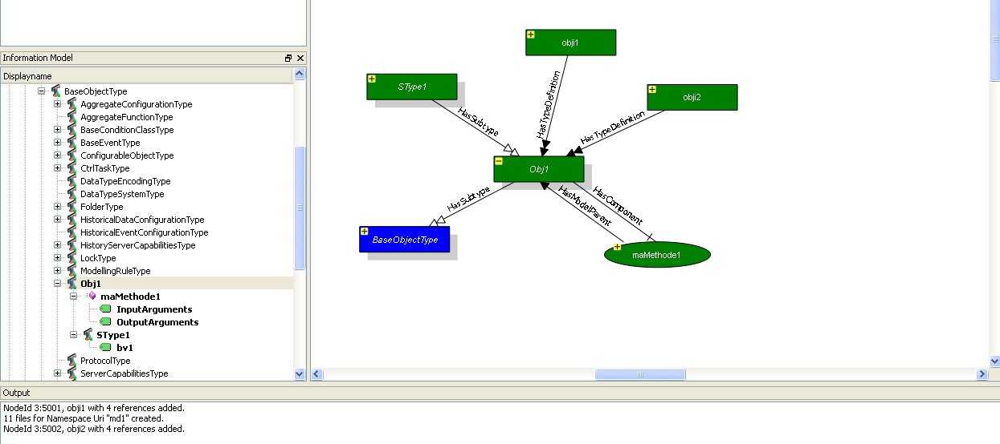 Information Model
Displayname
BaseObjectType
AggregateConfigurationType
AggregateFunctionType
BaseConditionClassType
BaseEventType
ConfigurableObjectType
CtrlTaskType
DataTypeEncodingType
DataTypeSystemType
FolderType
HistoricalDataConfigurationType
HistoricalEventConfigurationType
HistoryServerCapabilitiesType
LockType
ModellingRuleType
Obj1
maMethode1
InputArguments
OutputArguments
SType1
bv1
ProtocolType
ServerCapabilitiesType
obji1
SType1
obji2
HasSubtype
HasTypeDefinition
HasTypeDefinition
Obj1
HasSubtype
HasModelParent
HasComponent
BaseObjectType
maMethode1
Output
NodeId 3:5001, obji1 with 4 references added.
11 files for Namespace Uri "md1" created.
NodeId 3:5002, obji2 with 4 references added.